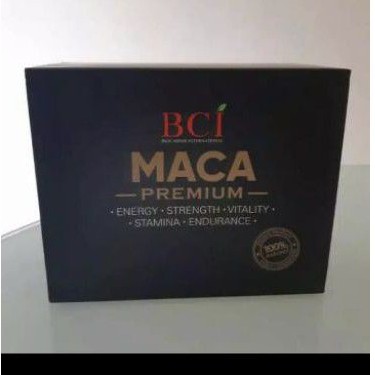 BCI
MACA
PREMIUM
• ENERGY • STRENGTH • VITALITY •
• STAMINA • ENDURANCE •
100%